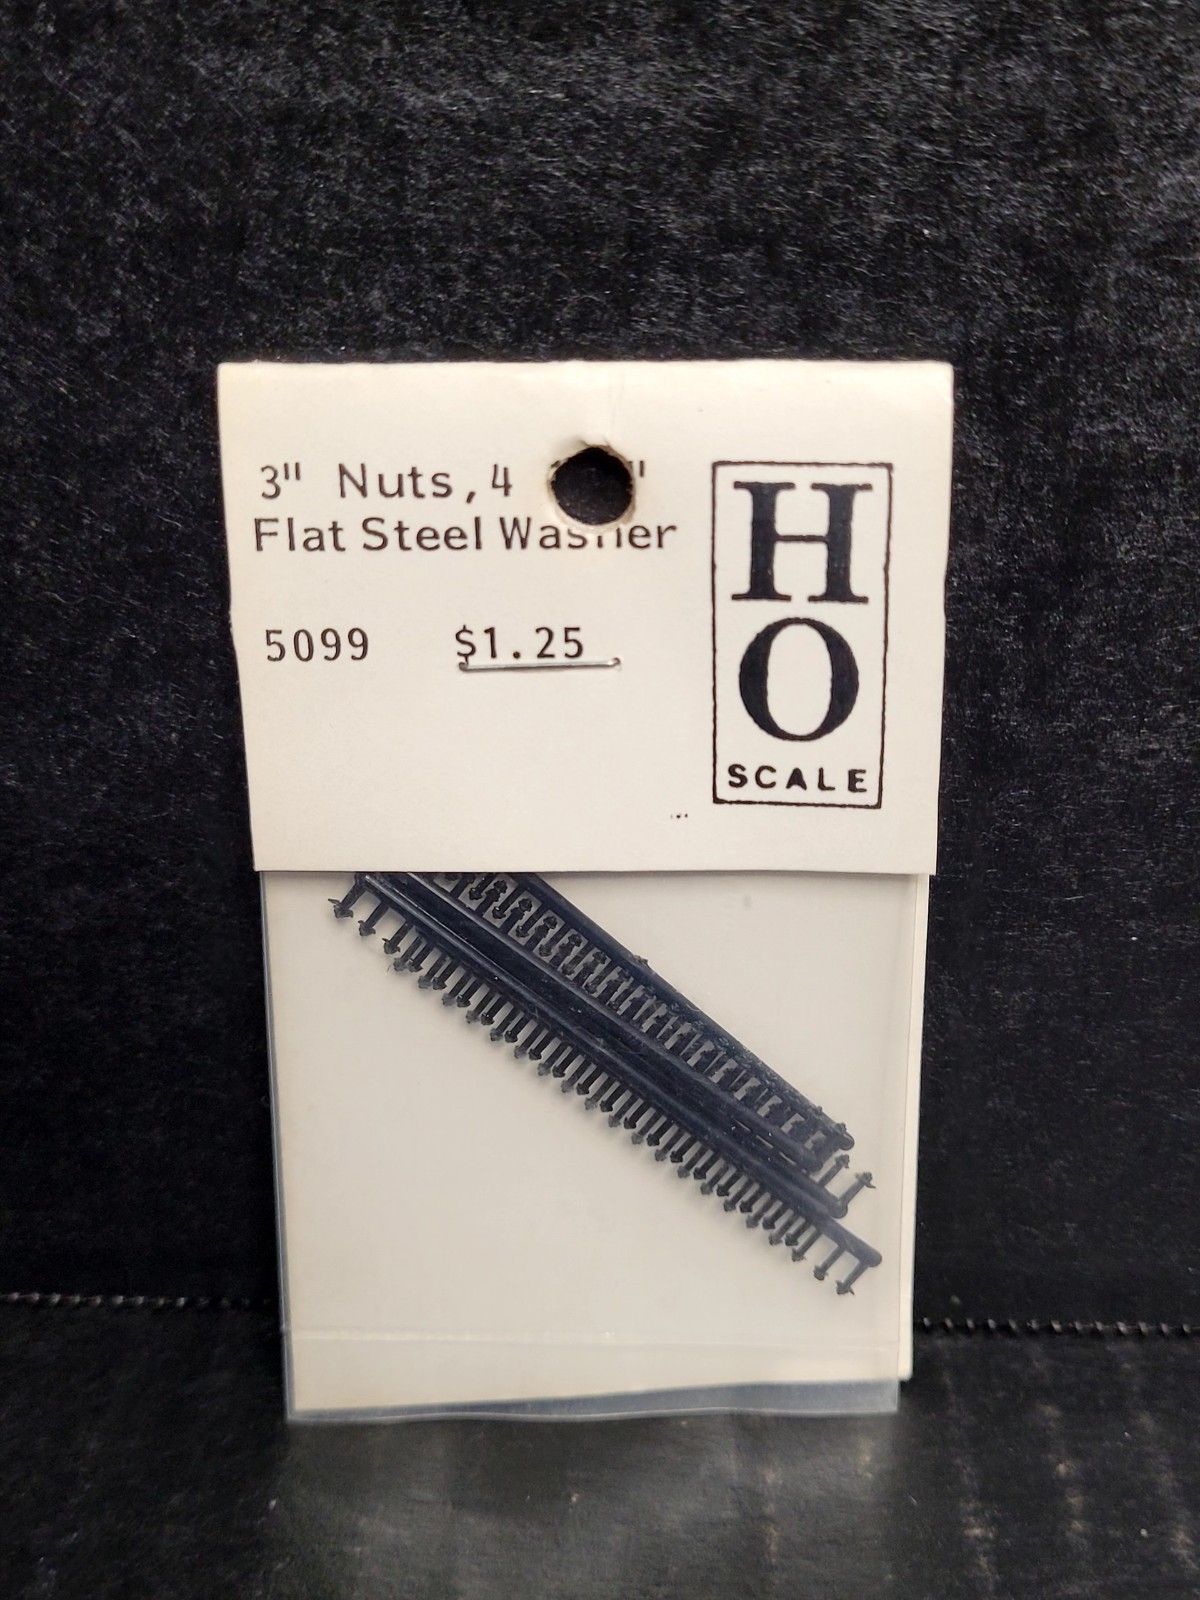 3" Nuts, 4 "
Flat Steel Washer
5099 $1.25
H
O
SCALE